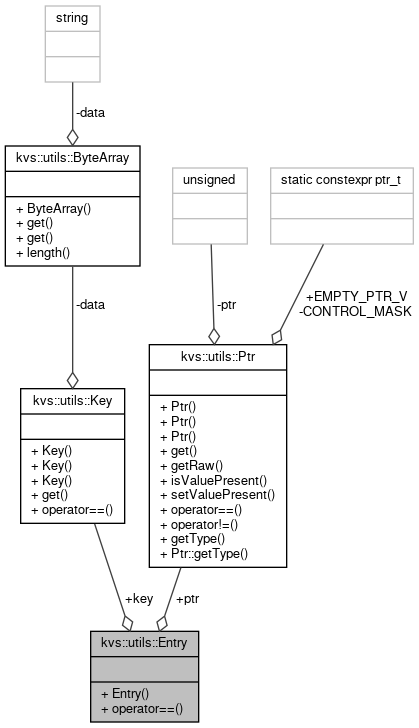 string
-data
kvs::utils::ByteArray
+ ByteArray()
+ get()
+ get()
+ length()
unsigned
static constexpr ptr_t
-data
-ptr
+EMPTY_PTR_V
-CONTROL_MASK
kvs::utils::Ptr
+ Ptr()
+ Ptr()
+ Ptr()
+ get()
+ getRaw()
+ isValuePresent()
+ setValuePresent()
+ operator==()
+ operator!=()
+ getType()
+ Ptr::getType()
kvs::utils::Key
+ Key()
+ Key()
+ Key()
+ get()
+ operator==()
+key
+ptr
kvs::utils::Entry
+ Entry()
+ operator==()